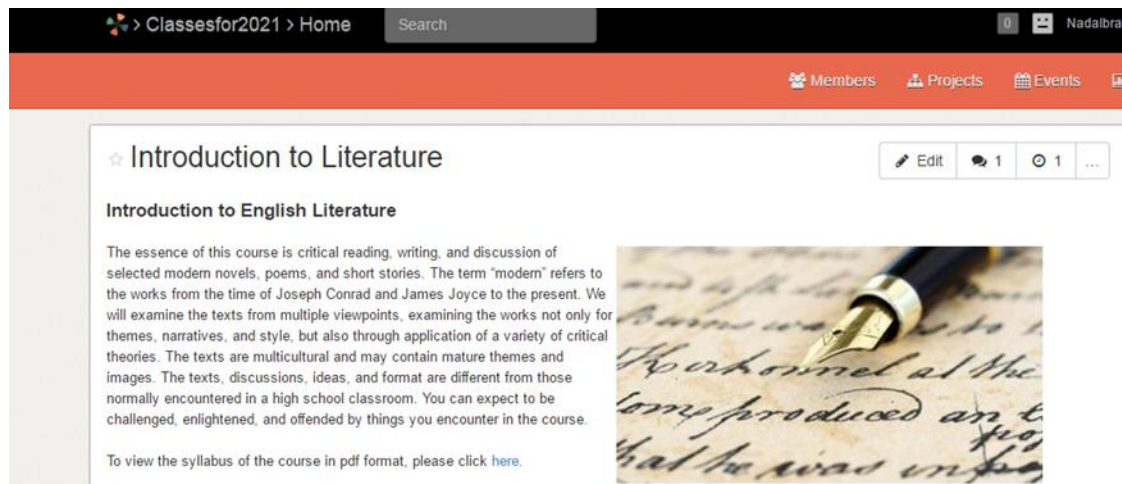 > Classesfor2021 > Home
Search
0
Nadalbra
Members
Projects
Events
Introduction to Literature
Edit
1
1
...
Introduction to English Literature
The essence of this course is critical reading, writing, and discussion of
selected modern novels, poems, and short stories. The term “modern” refers to
the works from the time of Joseph Conrad and James Joyce to the present. We
will examine the texts from multiple viewpoints, examining the works not only for
themes, narratives, and style, but also through application of a variety of critical
theories. The texts are multicultural and may contain mature themes and
images. The texts, discussions, ideas, and format are different from those
normally encountered in a high school classroom. You can expect to be
challenged, enlightened, and offended by things you encounter in the course.
To view the syllabus of the course in pdf format, please click here.
at the
produced an
that he was